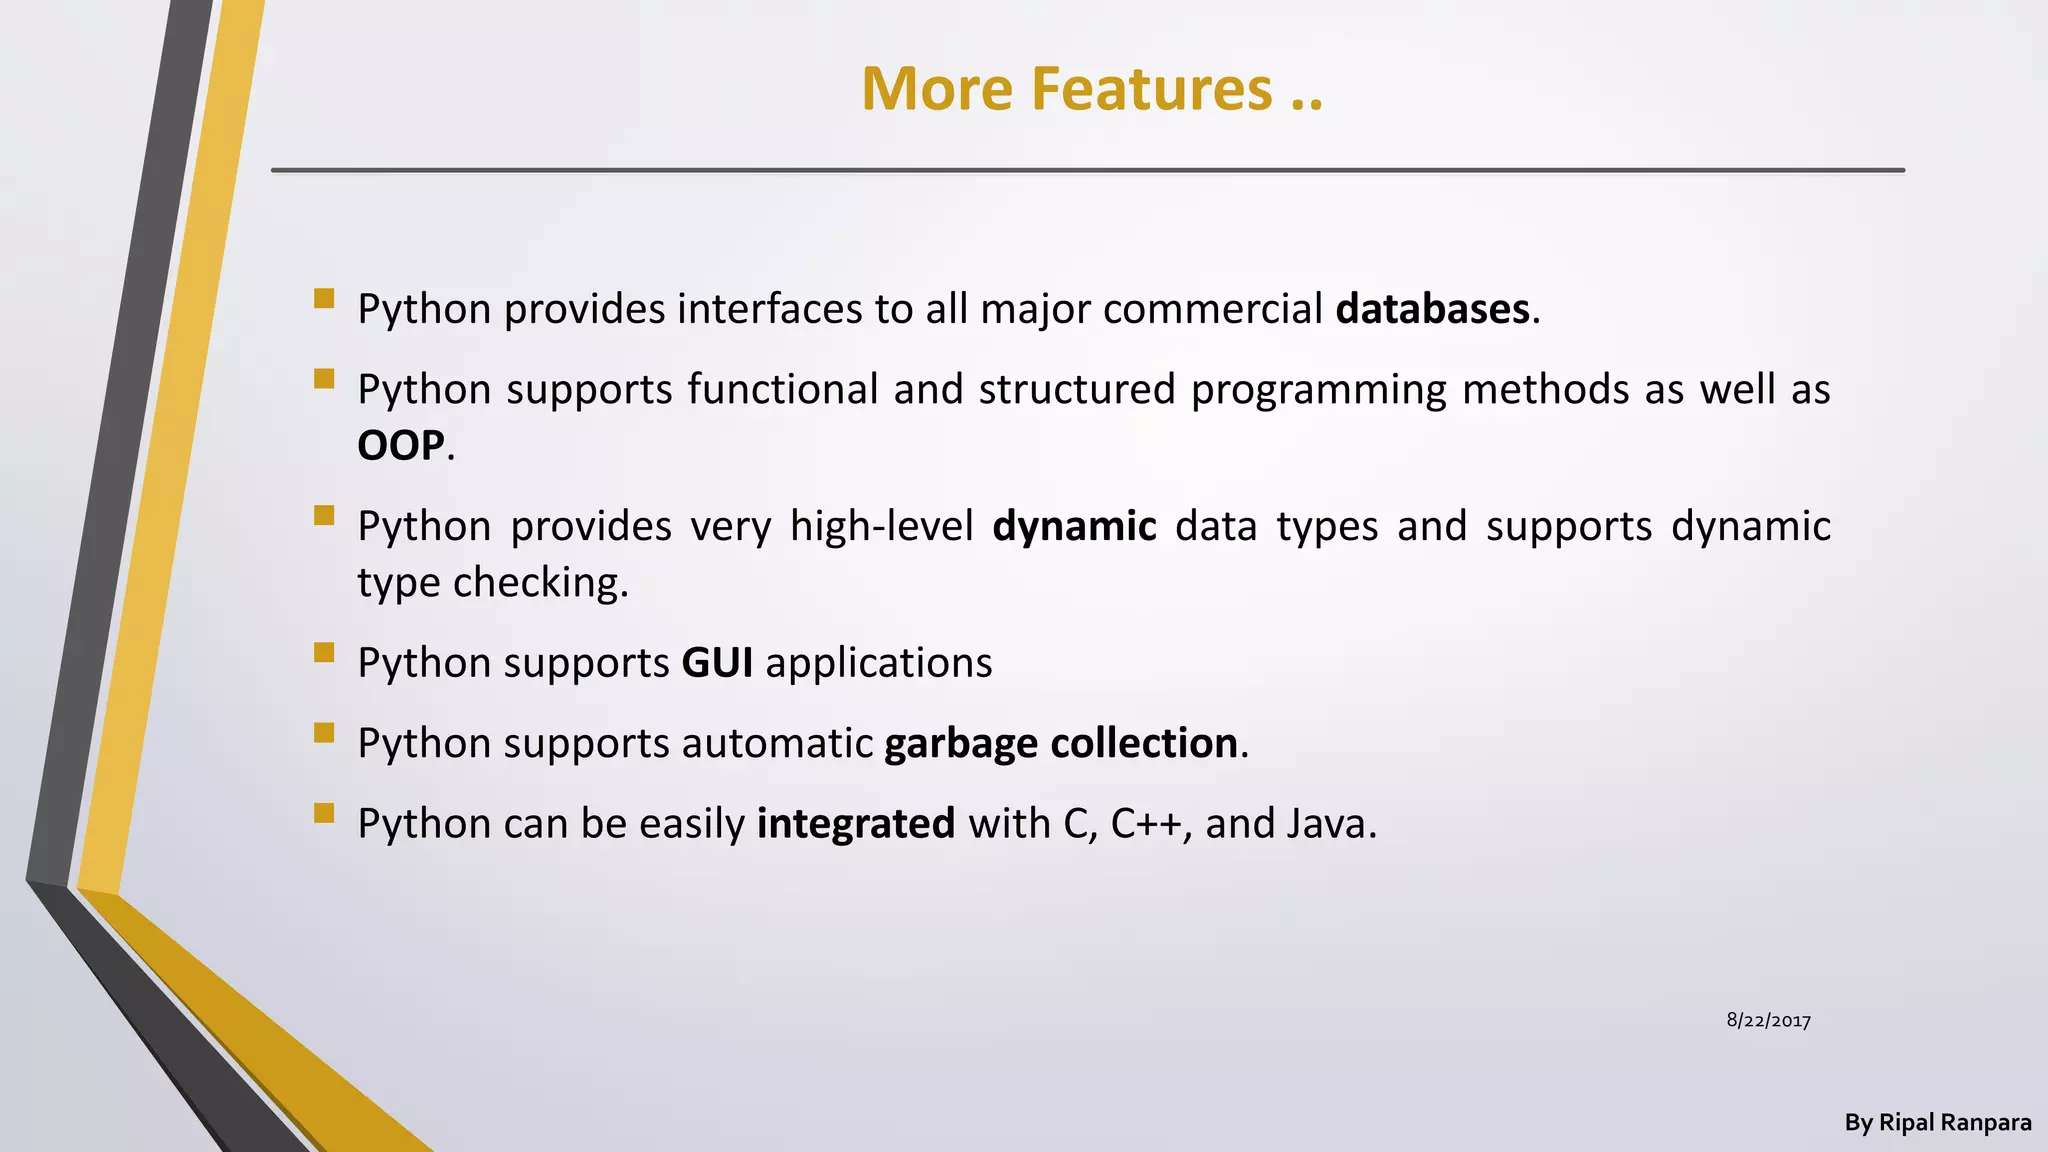 More Features ..
Python provides interfaces to all major commercial databases.
Python supports functional and structured programming methods as well as
OOP.
Python provides very high-level dynamic data types and supports dynamic
type checking.
Python supports GUI applications
Python supports automatic garbage collection.
Python can be easily integrated with C, C++, and Java.
8/22/2017
By Ripal Ranpara